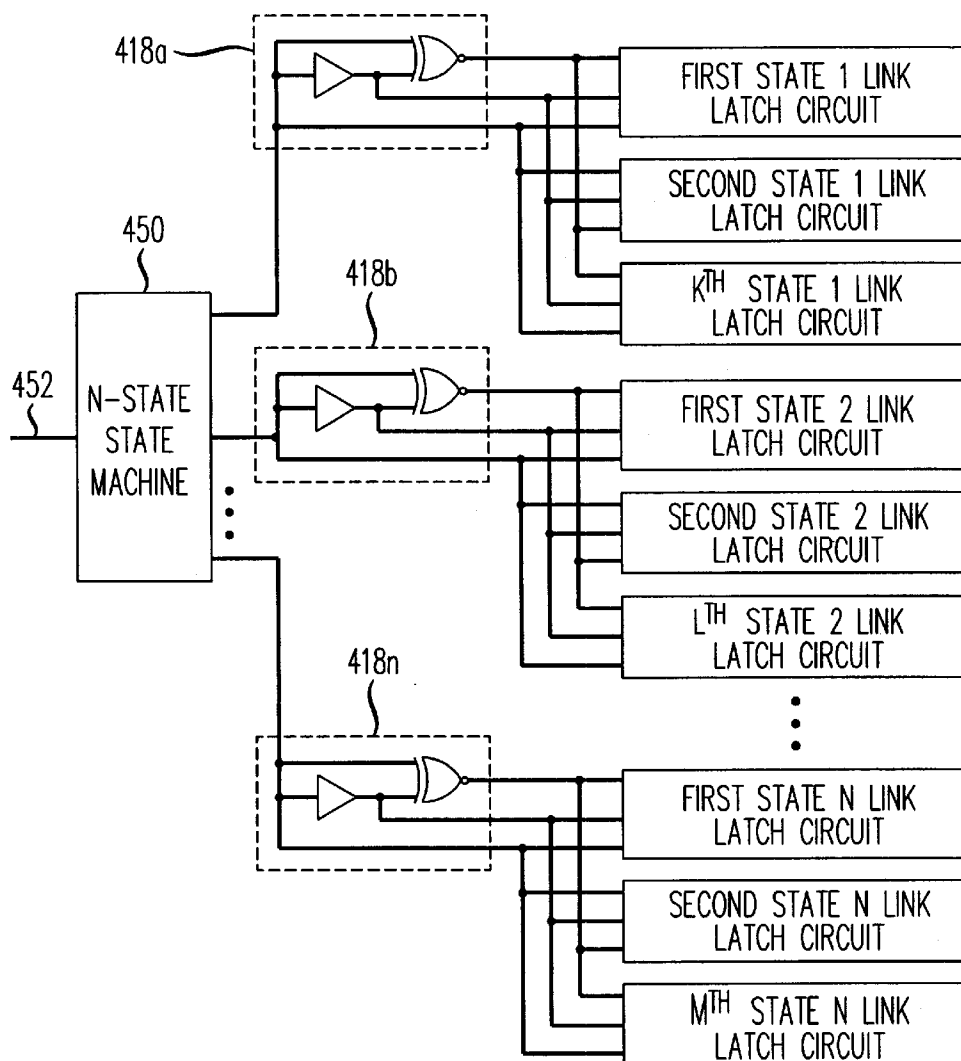 418a
FIRST STATE 1 LINK
LATCH CIRCUIT
SECOND STATE 1 LINK
LATCH CIRCUIT
KTH STATE 1 LINK
LATCH CIRCUIT
450
418b
452
N-STATE
STATE
MACHINE
FIRST STATE 2 LINK
LATCH CIRCUIT
SECOND STATE 2 LINK
LATCH CIRCUIT
LTH STATE 2 LINK
LATCH CIRCUIT
418n
FIRST STATE N LINK
LATCH CIRCUIT
SECOND STATE N LINK
LATCH CIRCUIT
MTH STATE N LINK
LATCH CIRCUIT